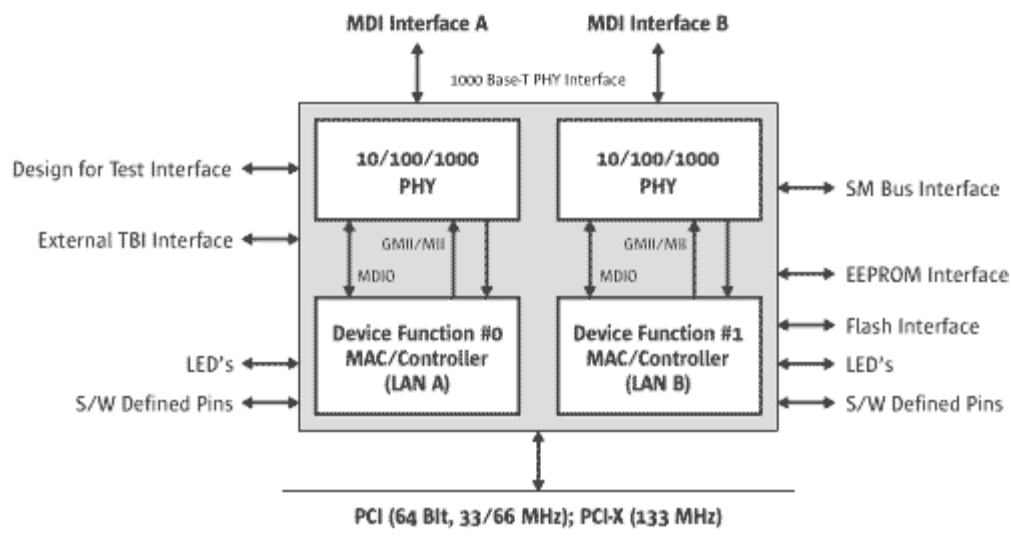 MDI Interface A
MDI Interface B
1000 Base-T PHY Interface
10/100/1000
PHY
10/100/1000
PHY
Design for Test Interface
External TBI Interface
SM Bus Interface
GMII/MII
MDIO
GMII/MII
MDIO
EEPROM Interface
Flash Interface
Device Function #0
MAC/Controller
(LAN A)
Device Function #1
MAC/Controller
(LAN B)
LED's
S/W Defined Pins
LED's
S/W Defined Pins
PCI (64 Bit, 33/66 MHz); PCI-X (133 MHz)